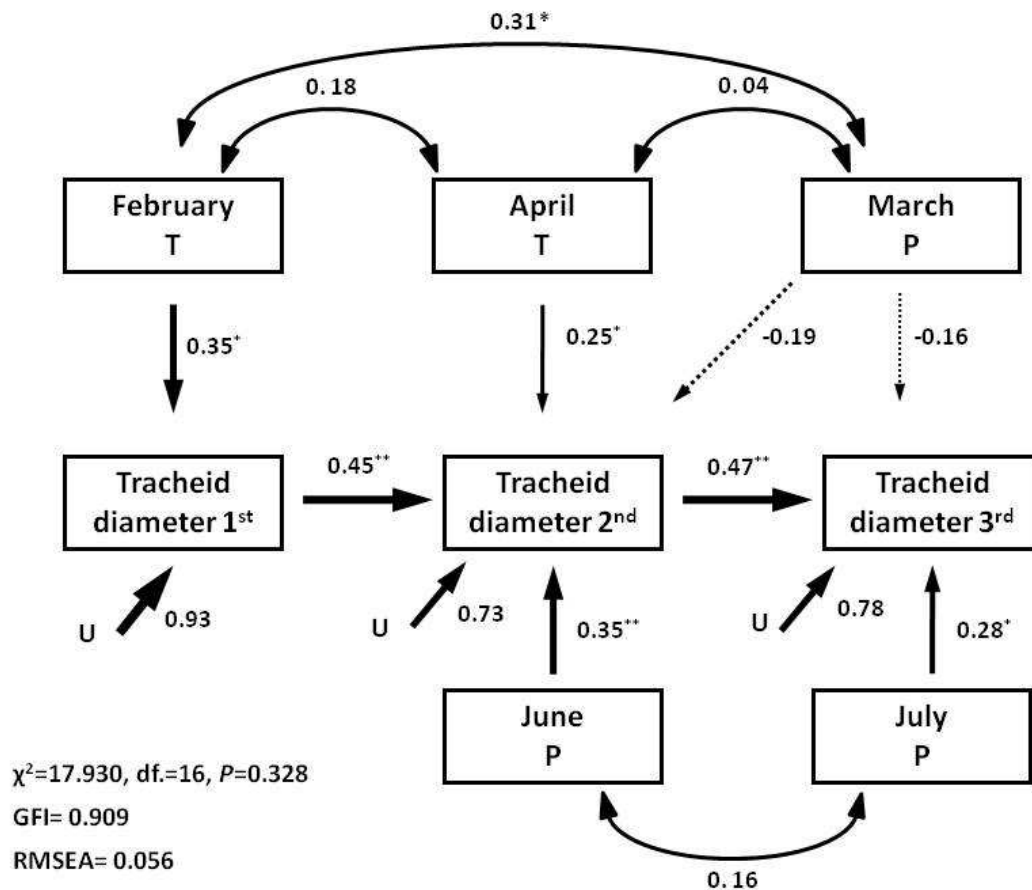 0.31*
0.18
0.04
February
T
April
T
March
P
0.35*
0.25*
-0.19
-0.16
0.45**
0.47**
Tracheid
diameter 1st
Tracheid
diameter 2nd
Tracheid
diameter 3rd
U
0.93
U
0.73
0.35**
U
0.78
0.28*
June
P
July
P
χ²=17.930, df.=16, P=0.328
GFI= 0.909
RMSEA= 0.056
0.16